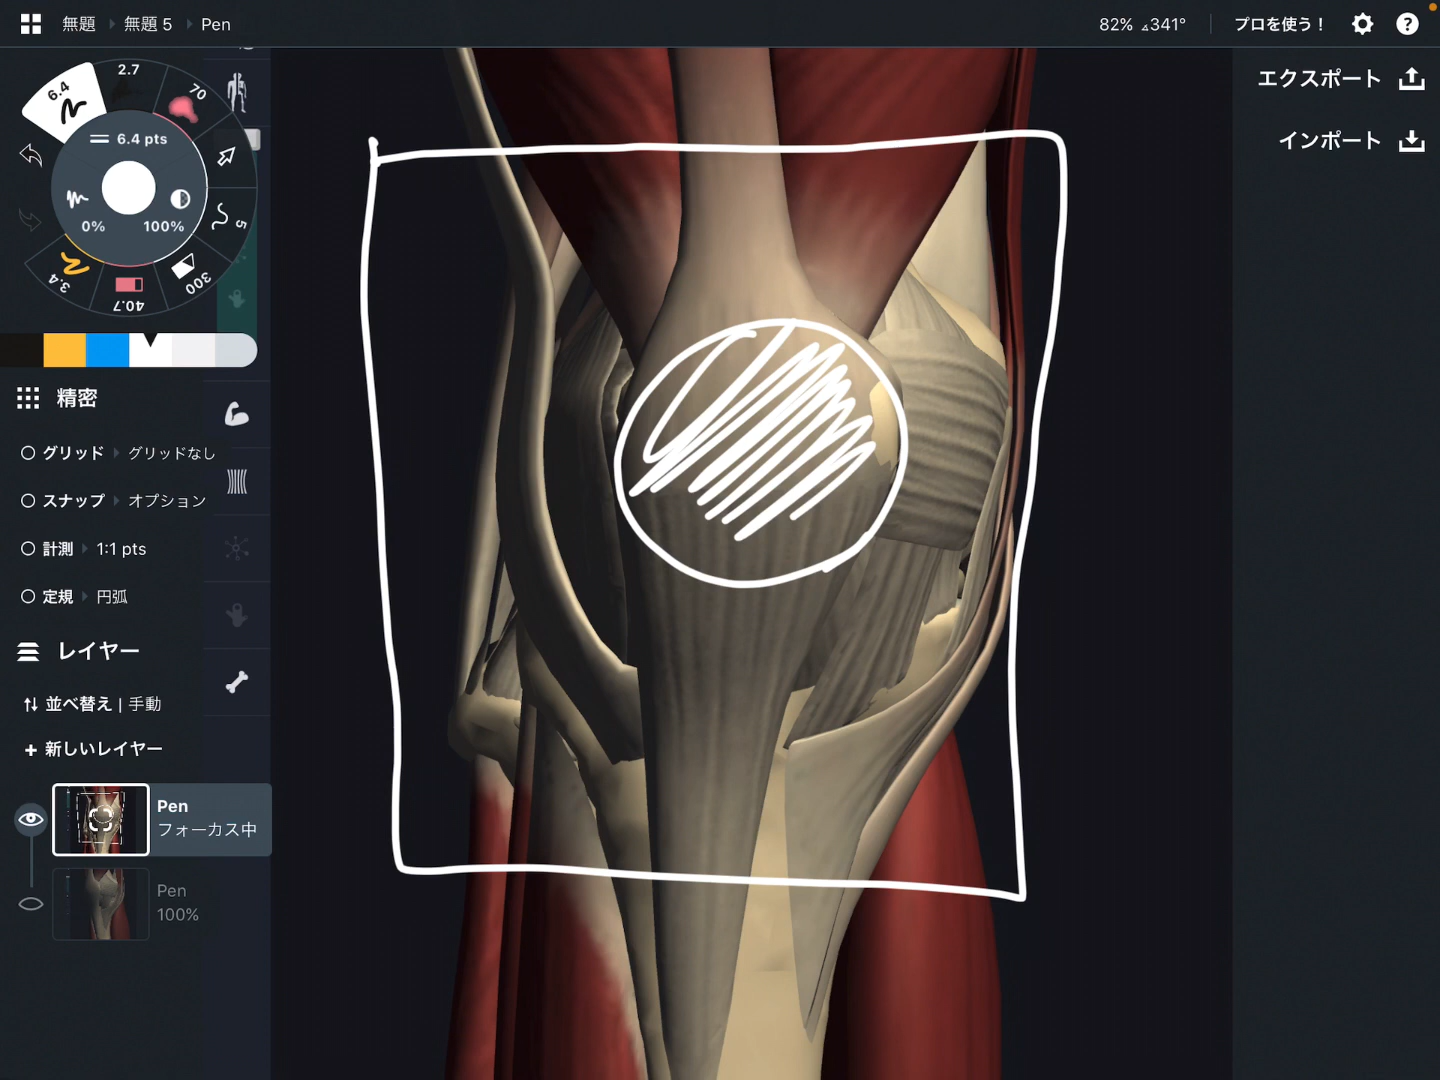 無題 無題 5 Pen
82% ⊿341° プロを使う!
エクスポート
インポート
2.7
6.4
70
6.4 pts
0% 100%
5
3.4
40.7
300
精密
グリッド グリッドなし
スナップ オプション
計測 1:1 pts
定規 円弧
レイヤー
並べ替え | 手動
+ 新しいレイヤー
Pen
フォーカス中
Pen
100%